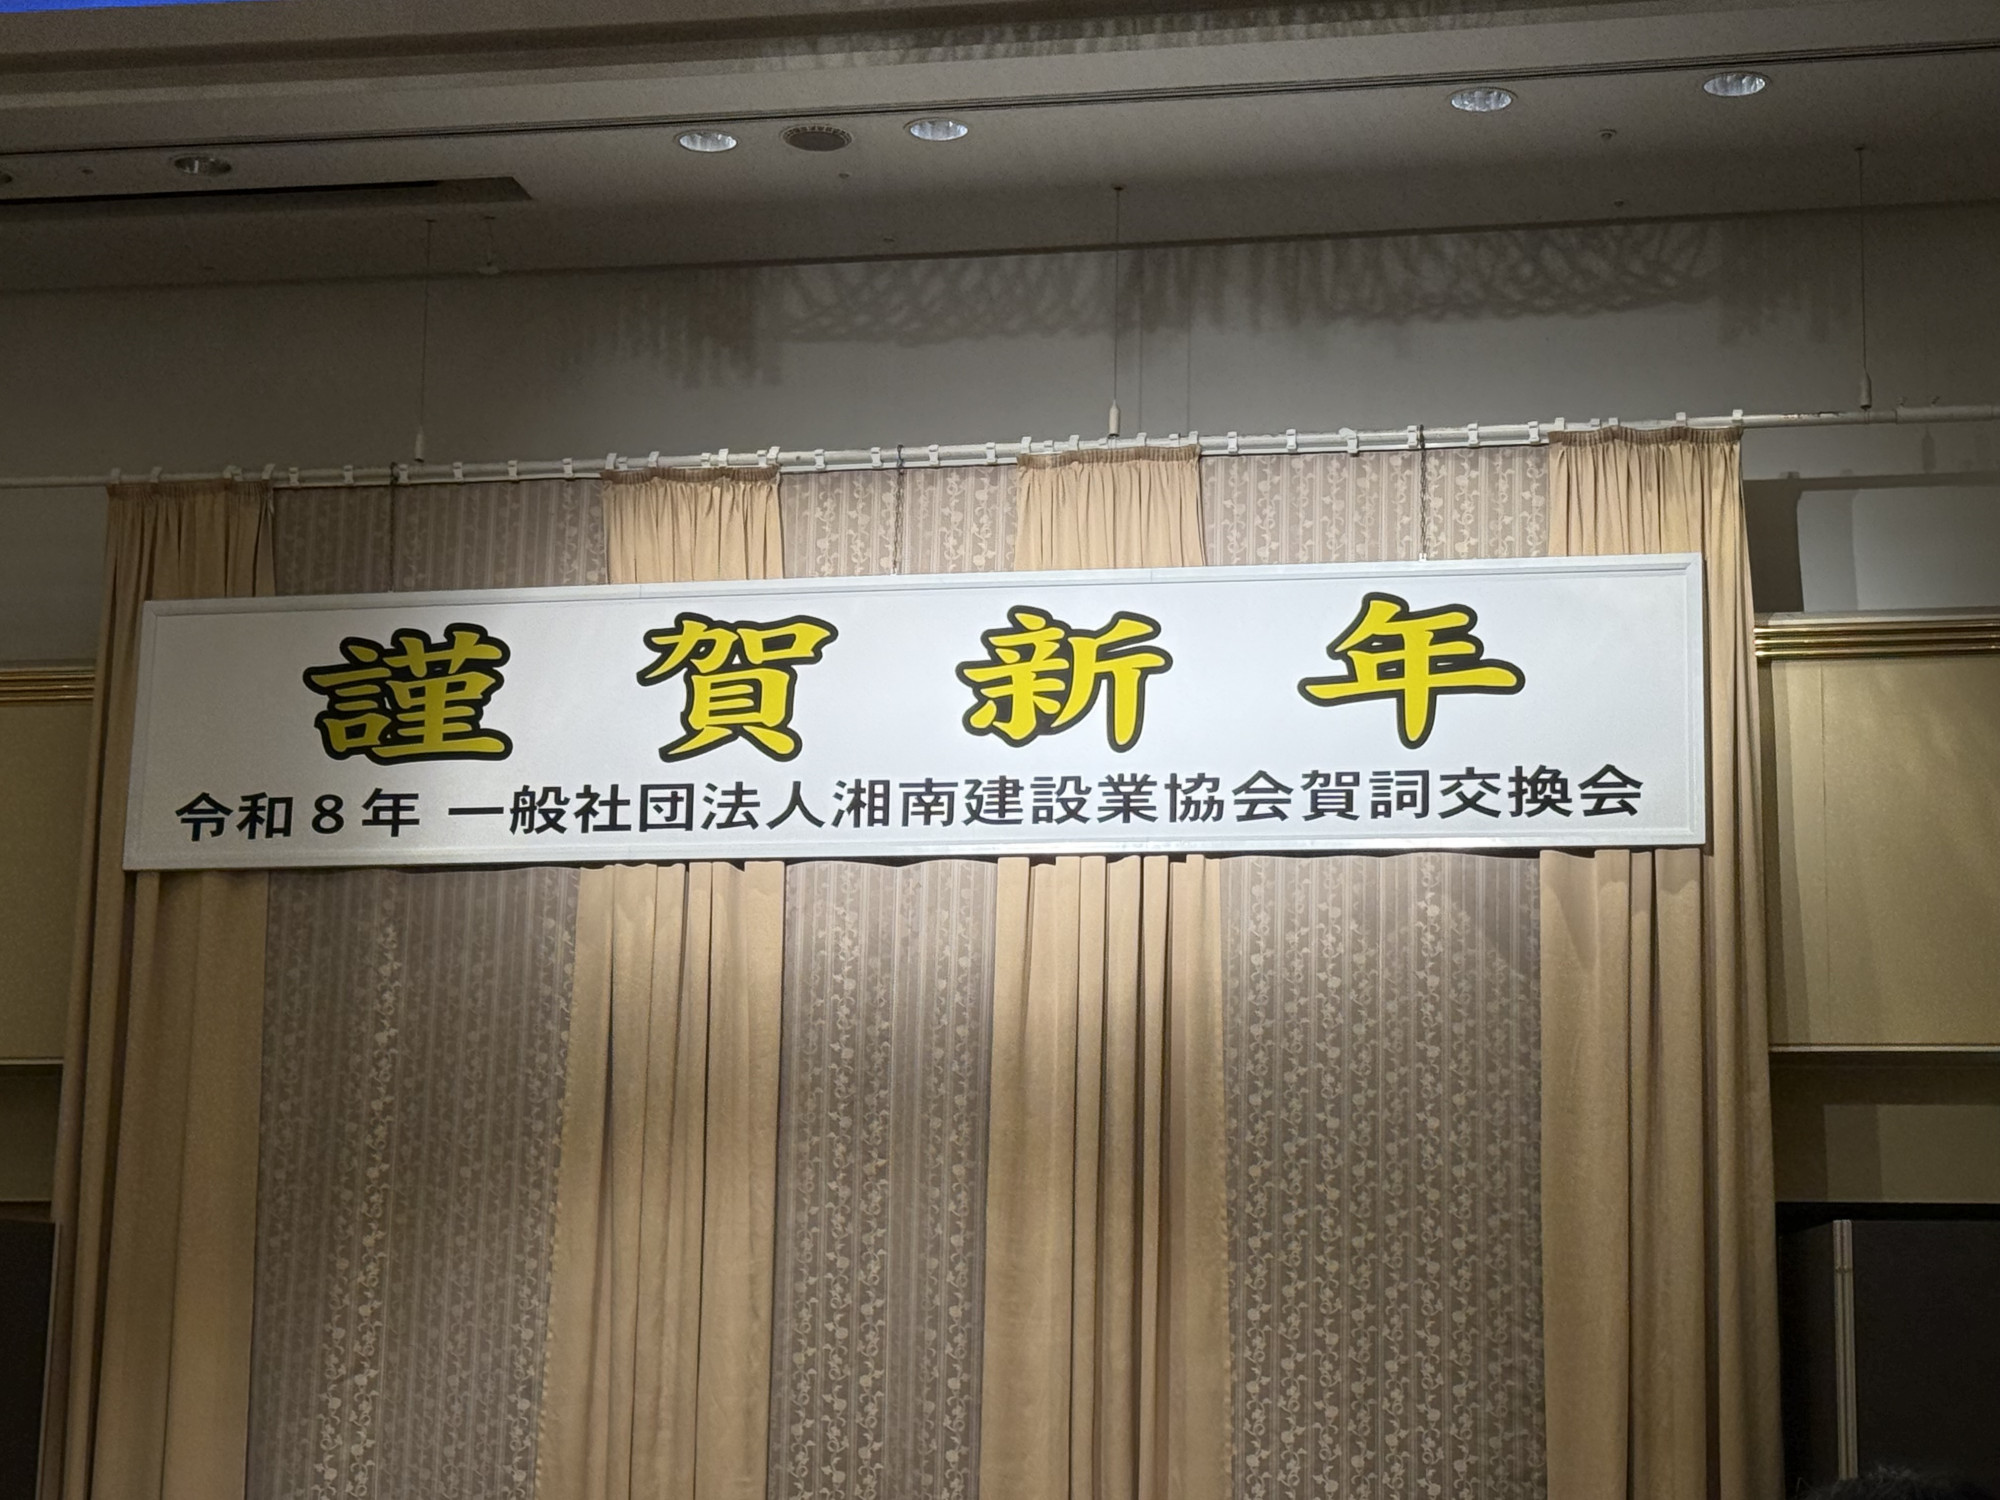 謹賀新年
令和8年 一般社団法人湘南建設業協会賀詞交換会